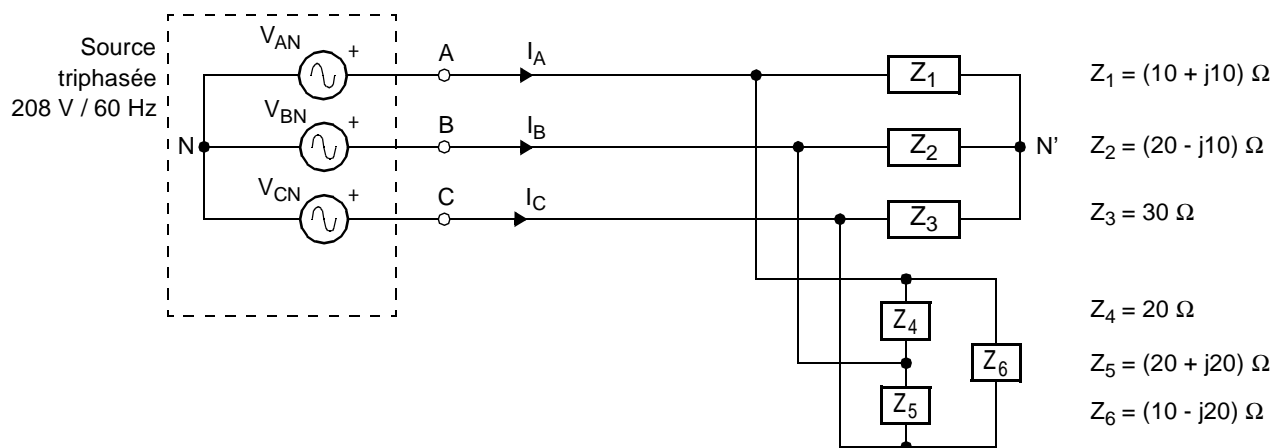 Source
triphasée
208 V / 60 Hz
V_AN
+
A
I_A
Z_1
Z_1 = (10 + j10) Ω
V_BN
+
N
B
I_B
Z_2
N'
Z_2 = (20 - j10) Ω
V_CN
+
C
I_C
Z_3
Z_3 = 30 Ω
Z_4
Z_4 = 20 Ω
Z_6
Z_5 = (20 + j20) Ω
Z_5
Z_6 = (10 - j20) Ω